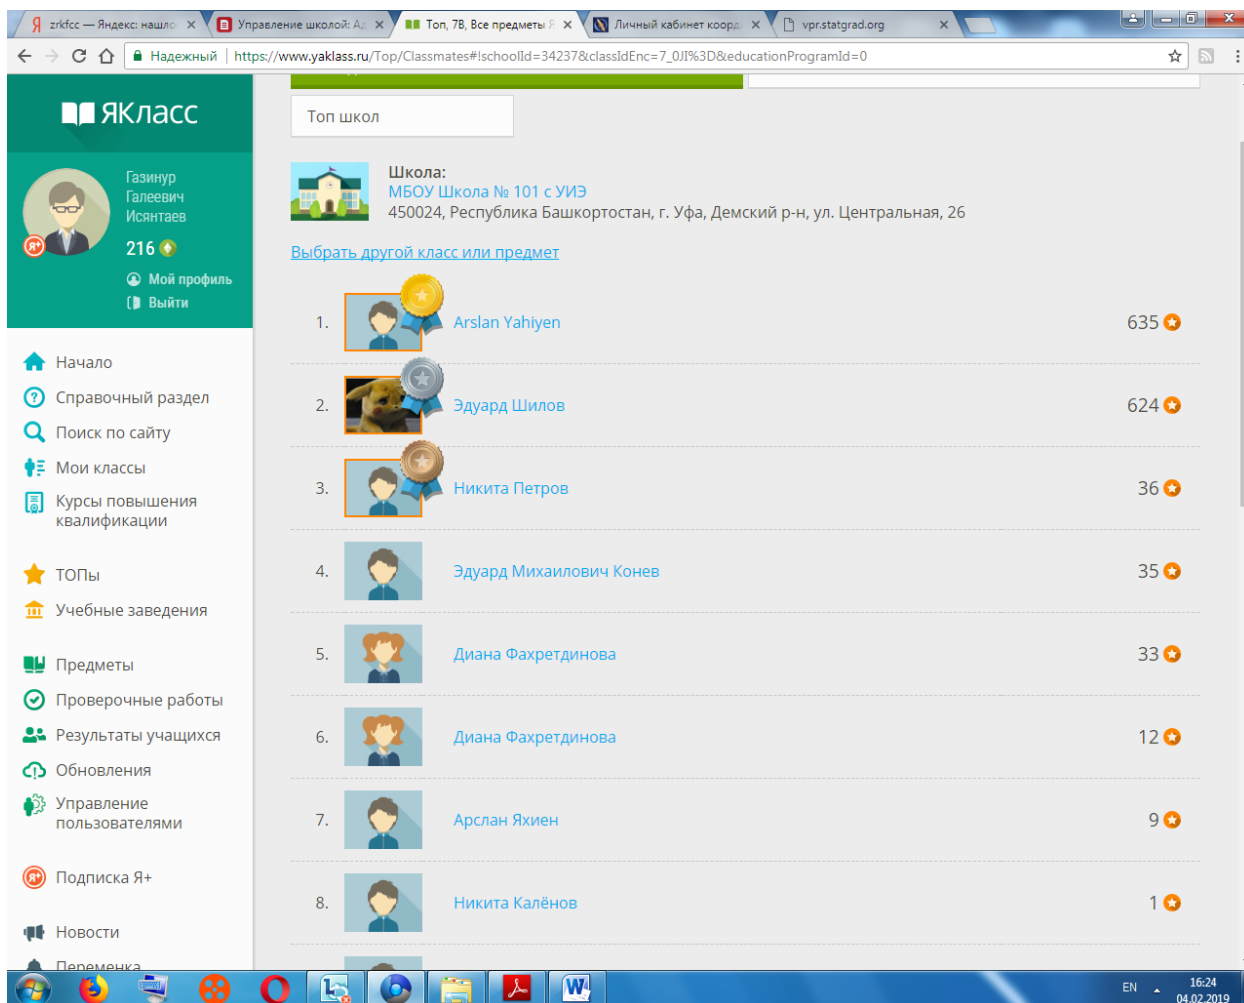 zrkfcc — Яндекс: нашло
Управление школой: Ад
Топ, 7В, Все предметы Я
Личный кабинет коорд
vpr.statgrad.org
Надежный
https://www.yaklass.ru/Top/Classmates#!schoolId=34237&classIdEnc=7_0JI%3D&educationProgramId=0
ЯКласс
Топ школ
Газинур
Галеевич
Исянтаев
216
Мой профиль
Выйти
Школа:
МБОУ Школа № 101 с УИЭ
450024, Республика Башкортостан, г. Уфа, Демский р-н, ул. Центральная, 26
Выбрать другой класс или предмет
1. Arslan Yahiyen 635
2. Эдуард Шилов 624
3. Никита Петров 36
4. Эдуард Михаилович Конев 35
5. Диана Фахретдинова 33
6. Диана Фахретдинова 12
7. Арслан Яхиен 9
8. Никита Калёнов 1
Начало
Справочный раздел
Поиск по сайту
Мои классы
Курсы повышения
квалификации
ТОПы
Учебные заведения
Предметы
Проверочные работы
Результаты учащихся
Обновления
Управление
пользователями
Я+
Подписка Я+
Новости
Переменка
EN
16:24
04.02.2019